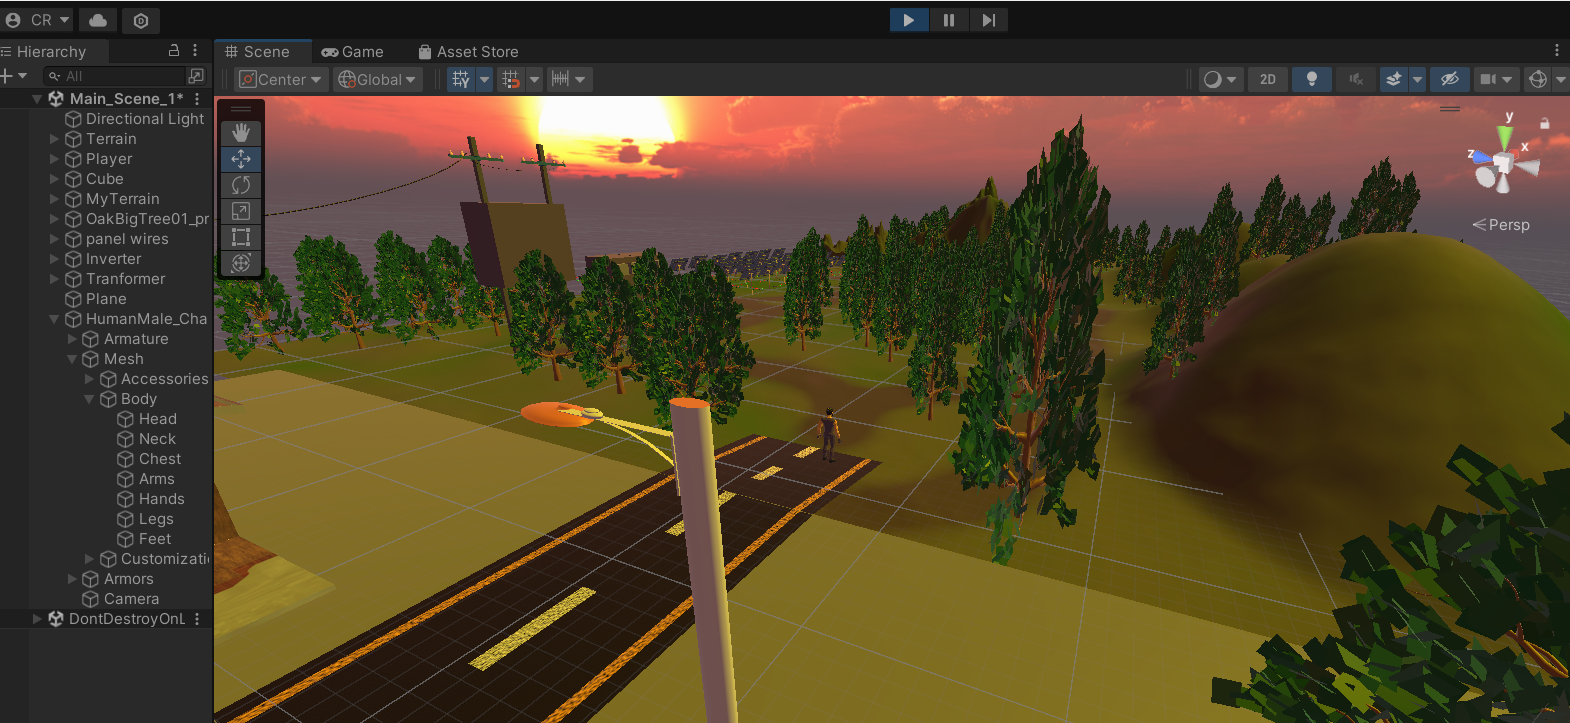 CR
Hierarchy
Scene
Game
Asset Store
All
Center
Global
2D
Main_Scene_1*
Directional Light
Terrain
Player
Cube
MyTerrain
OakBigTree01_pr
panel wires
Inverter
Tranformer
Plane
HumanMale_Cha
Armature
Mesh
Accessories
Body
Head
Neck
Chest
Arms
Hands
Legs
Feet
Customizati
Armors
Camera
DontDestroyOnL
y
x
z
Persp